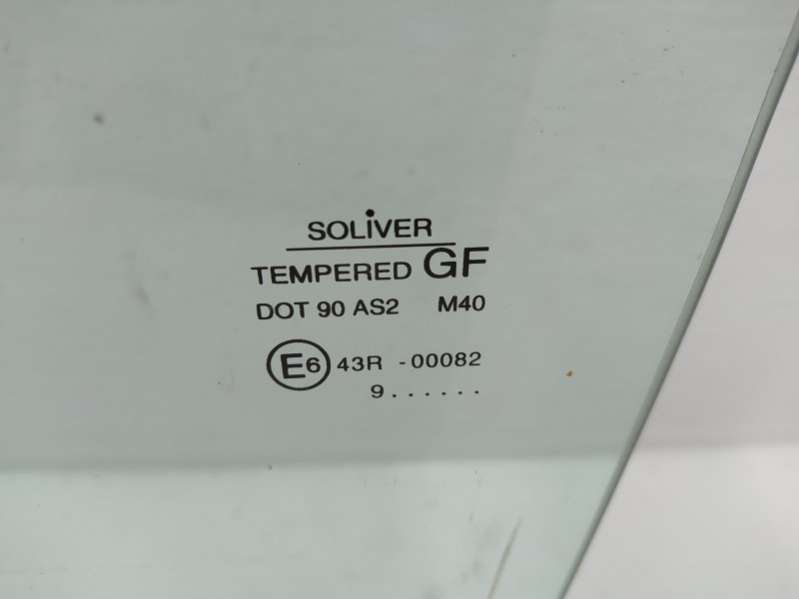 SOLiVER
TEMPERED GF
DOT 90 AS2 M40
E6 43R -00082
9......